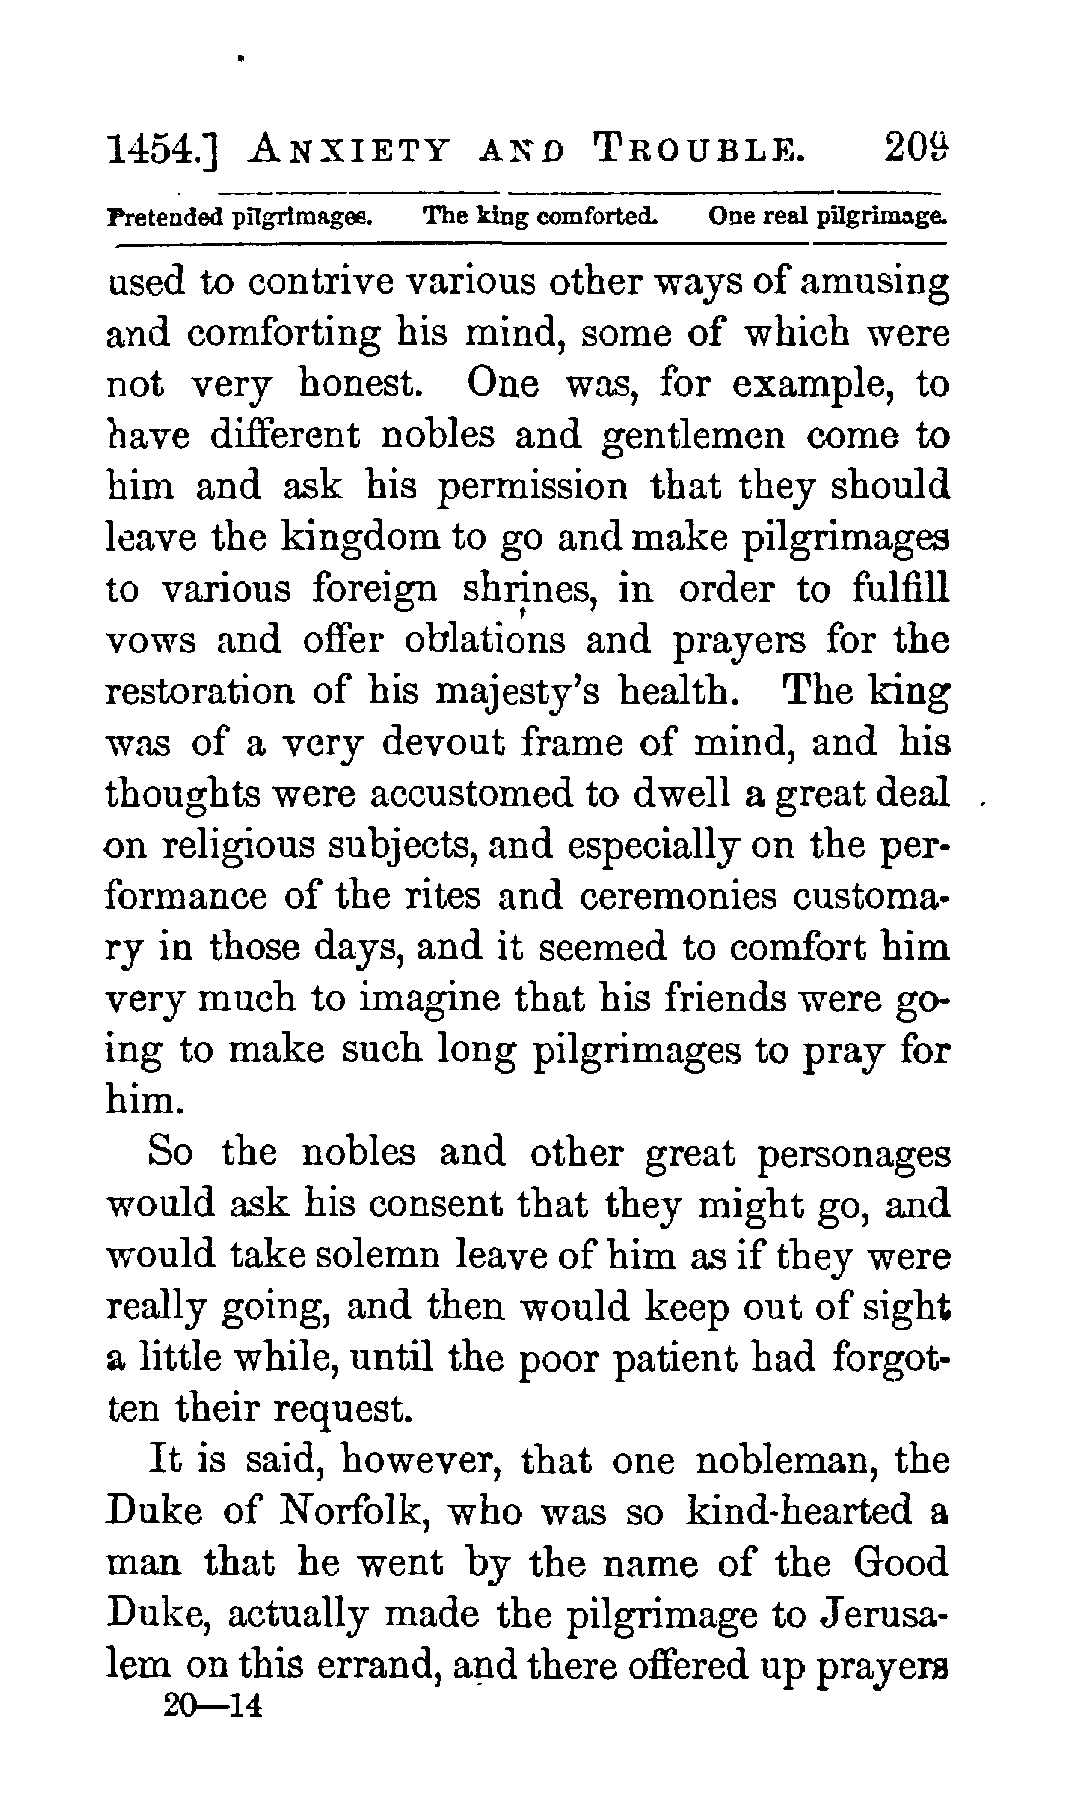 1454.] ANXIETY AND TROUBLE. 209
Pretended pilgrimages. The king comforted. One real pilgrimage.
used to contrive various other ways of amusing
and comforting his mind, some of which were
not very honest. One was, for example, to
have different nobles and gentlemen come to
him and ask his permission that they should
leave the kingdom to go and make pilgrimages
to various foreign shrines, in order to fulfill
vows and offer oblations and prayers for the
restoration of his majesty's health. The king
was of a very devout frame of mind, and his
thoughts were accustomed to dwell a great deal
on religious subjects, and especially on the per-
formance of the rites and ceremonies customa-
ry in those days, and it seemed to comfort him
very much to imagine that his friends were go-
ing to make such long pilgrimages to pray for
him.
So the nobles and other great personages
would ask his consent that they might go, and
would take solemn leave of him as if they were
really going, and then would keep out of sight
a little while, until the poor patient had forgot-
ten their request.
It is said, however, that one nobleman, the
Duke of Norfolk, who was so kind-hearted a
man that he went by the name of the Good
Duke, actually made the pilgrimage to Jerusa-
lem on this errand, and there offered up prayers
20—14